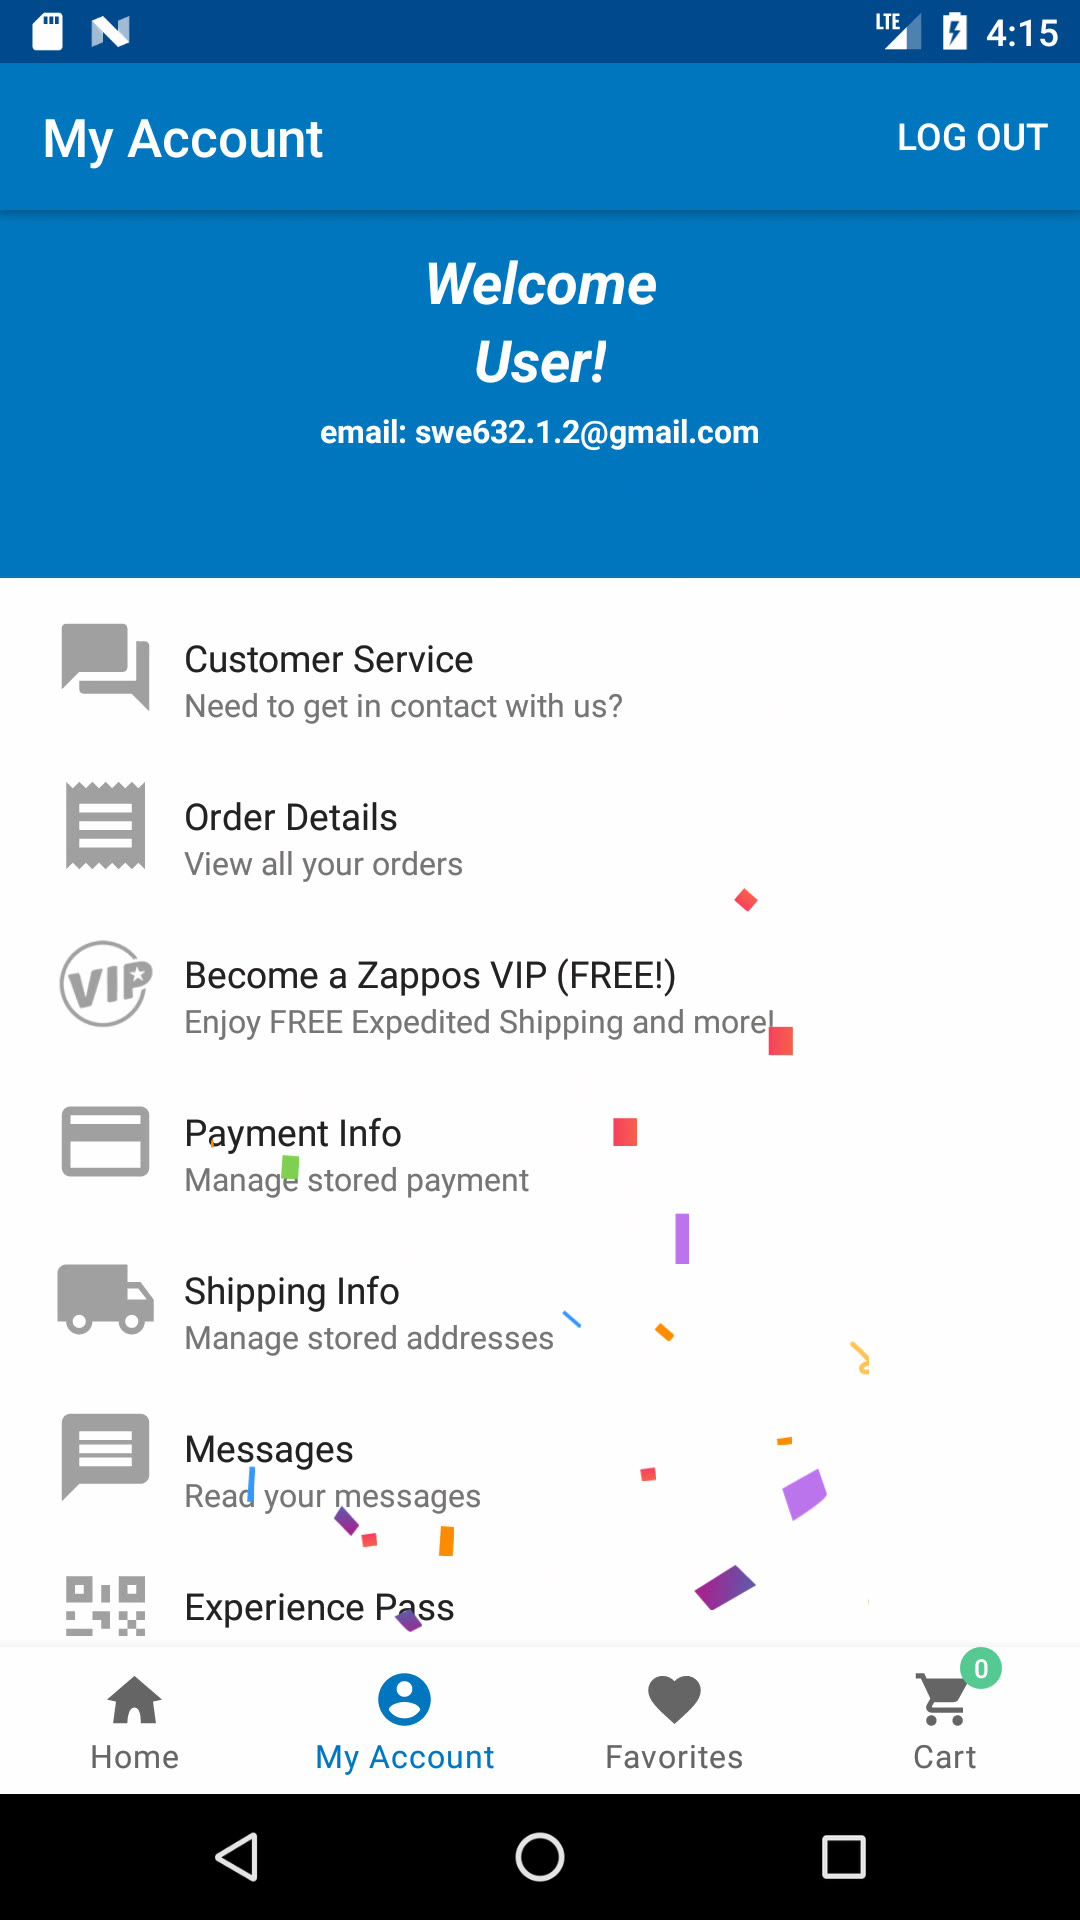 LTE 4:15
My Account LOG OUT
Welcome
User!
email: swe632.1.2@gmail.com
Customer Service
Need to get in contact with us?
Order Details
View all your orders
VIP
Become a Zappos VIP (FREE!)
Enjoy FREE Expedited Shipping and more!
Payment Info
Manage stored payment
Shipping Info
Manage stored addresses
Messages
Read your messages
Experience Pass
0
Home My Account Favorites Cart